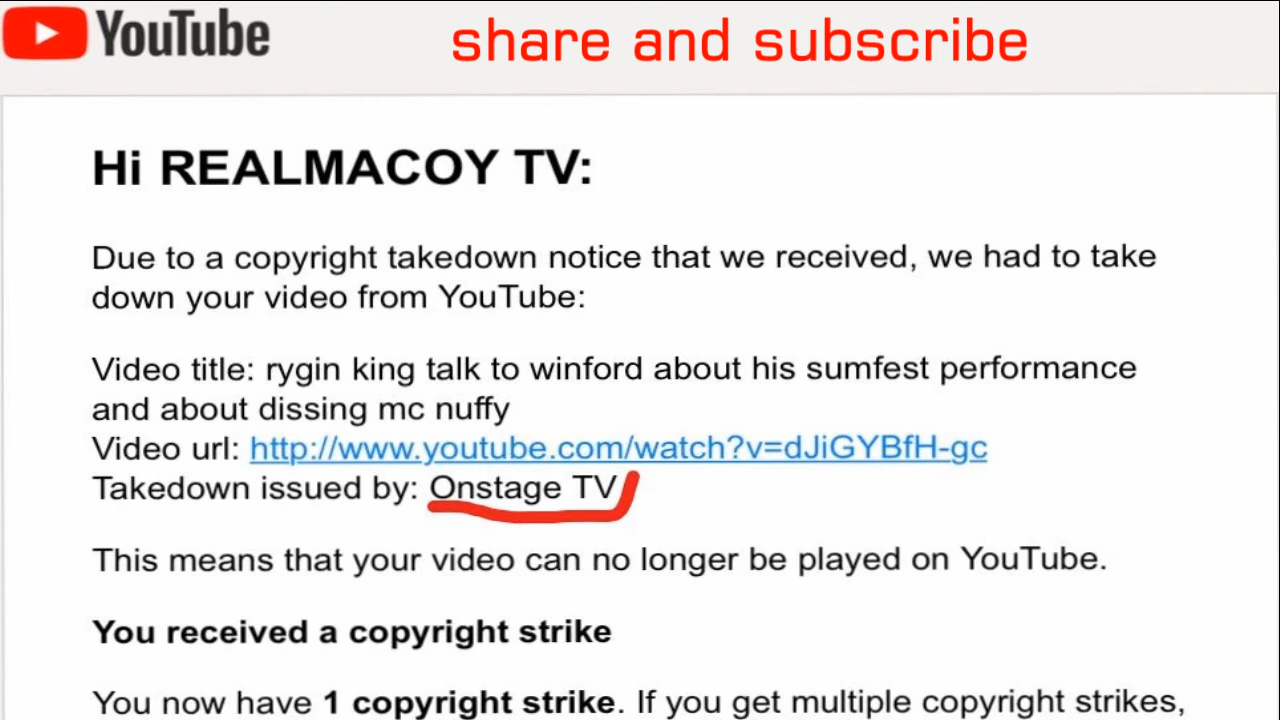 YouTube share and subscribe
Hi REALMACOY TV:
Due to a copyright takedown notice that we received, we had to take
down your video from YouTube:
Video title: rygin king talk to winford about his sumfest performance
and about dissing mc nuffy
Video url: http://www.youtube.com/watch?v=dJiGYBfH-gc
Takedown issued by: Onstage TV
This means that your video can no longer be played on YouTube.
You received a copyright strike
You now have 1 copyright strike. If you get multiple copyright strikes,